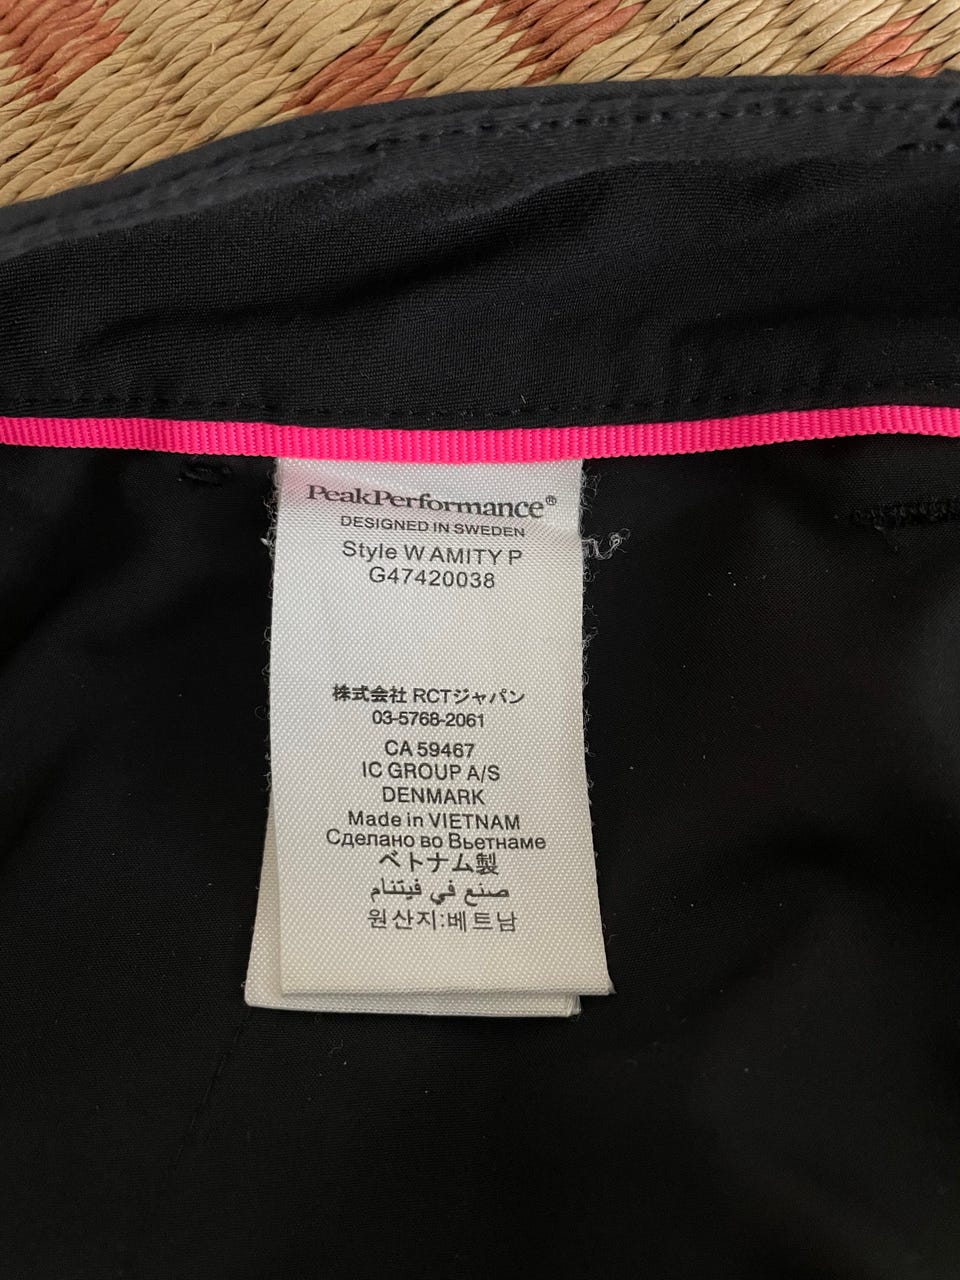 PeakPerformance®
DESIGNED IN SWEDEN
Style W AMITY P
G47420038
株式会社 RCTジャパン
03-5768-2061
CA 59467
IC GROUP A/S
DENMARK
Made in VIETNAM
Сделано во Вьетнаме
ベトナム製
صنع في فيتنام
원산지:베트남